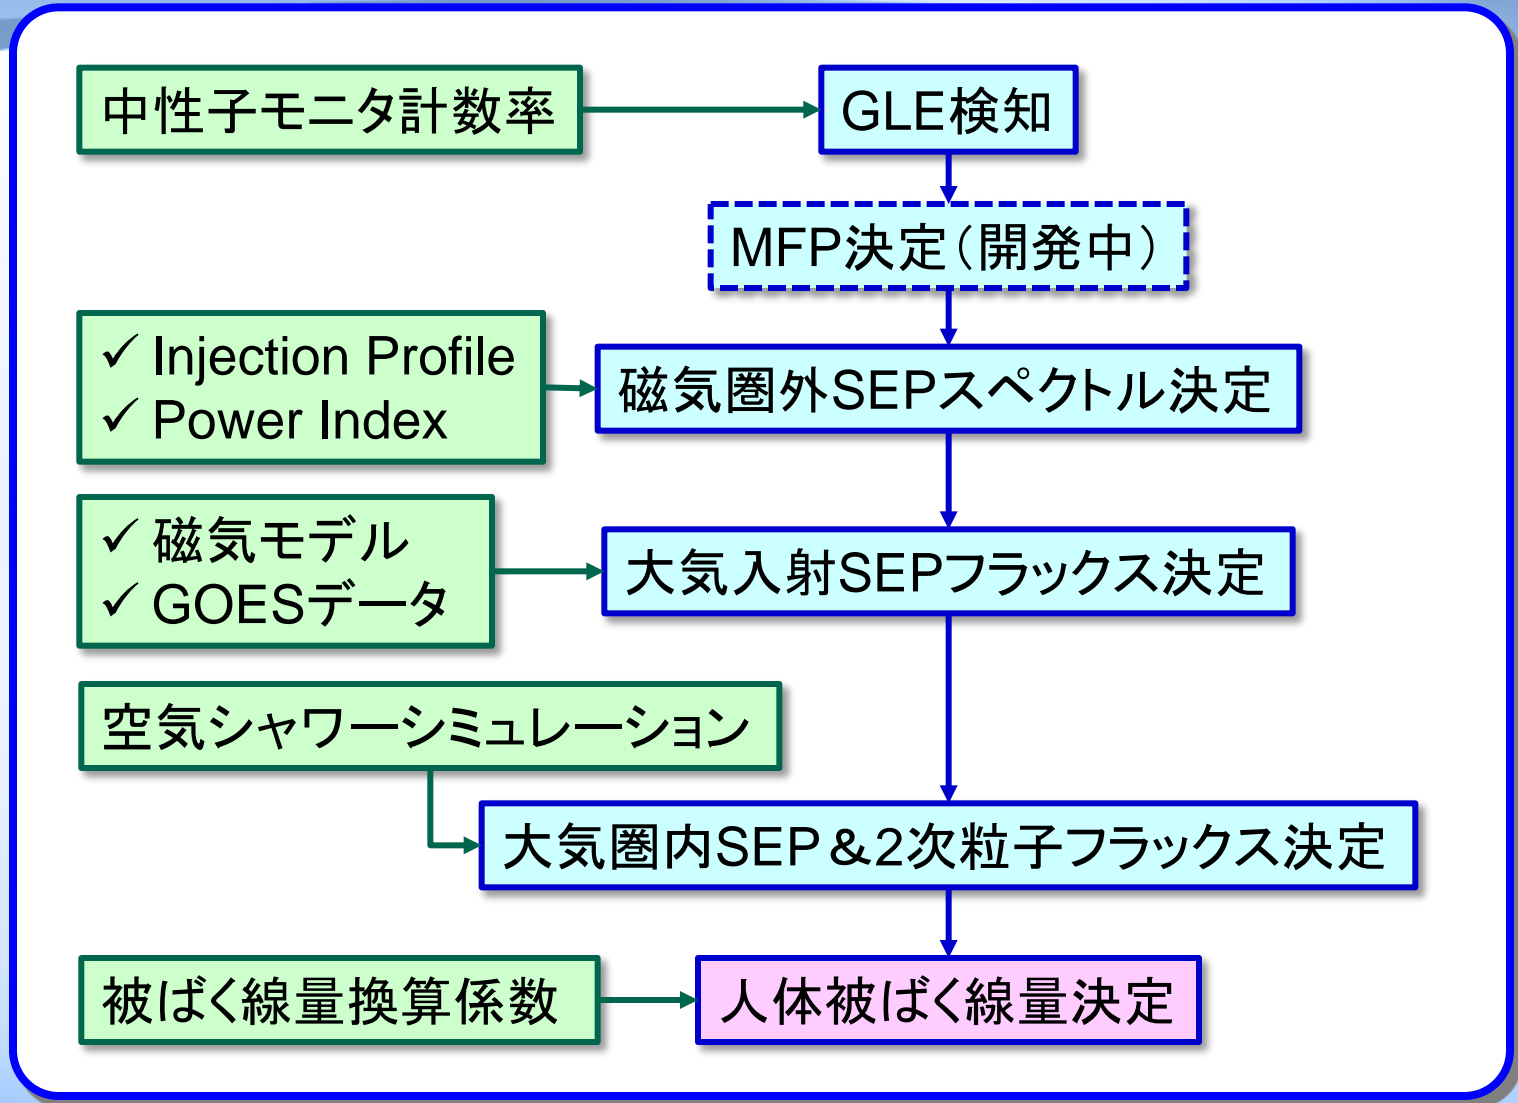 中性子モニタ計数率
GLE検知
MFP決定（開発中）
✓ Injection Profile
✓ Power Index
磁気圏外SEPスペクトル決定
✓ 磁気モデル
✓ GOESデータ
大気入射SEPフラックス決定
空気シャワーシミュレーション
大気圏内SEP＆2次粒子フラックス決定
被ばく線量換算係数
人体被ばく線量決定